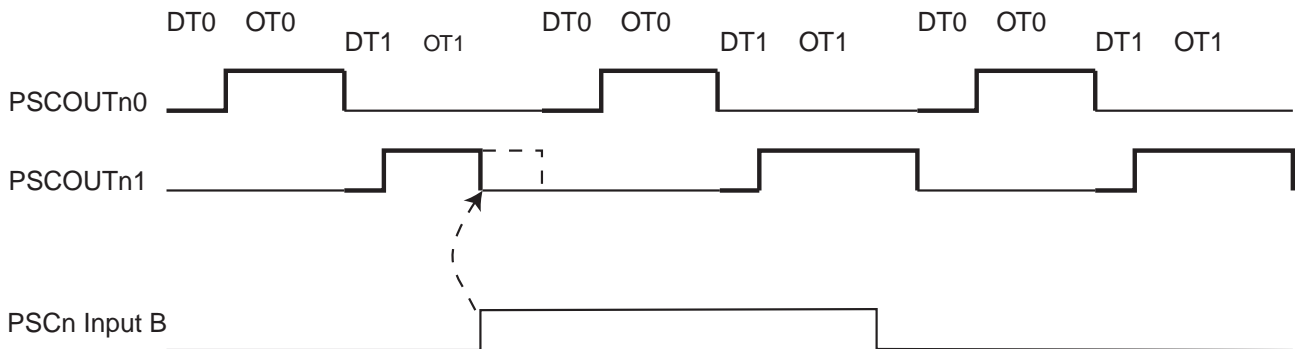 DT0 OT0 DT0 OT0 DT0 OT0
DT1 OT1 DT1 OT1 DT1 OT1
PSCOUTn0
PSCOUTn1
PSCn Input B